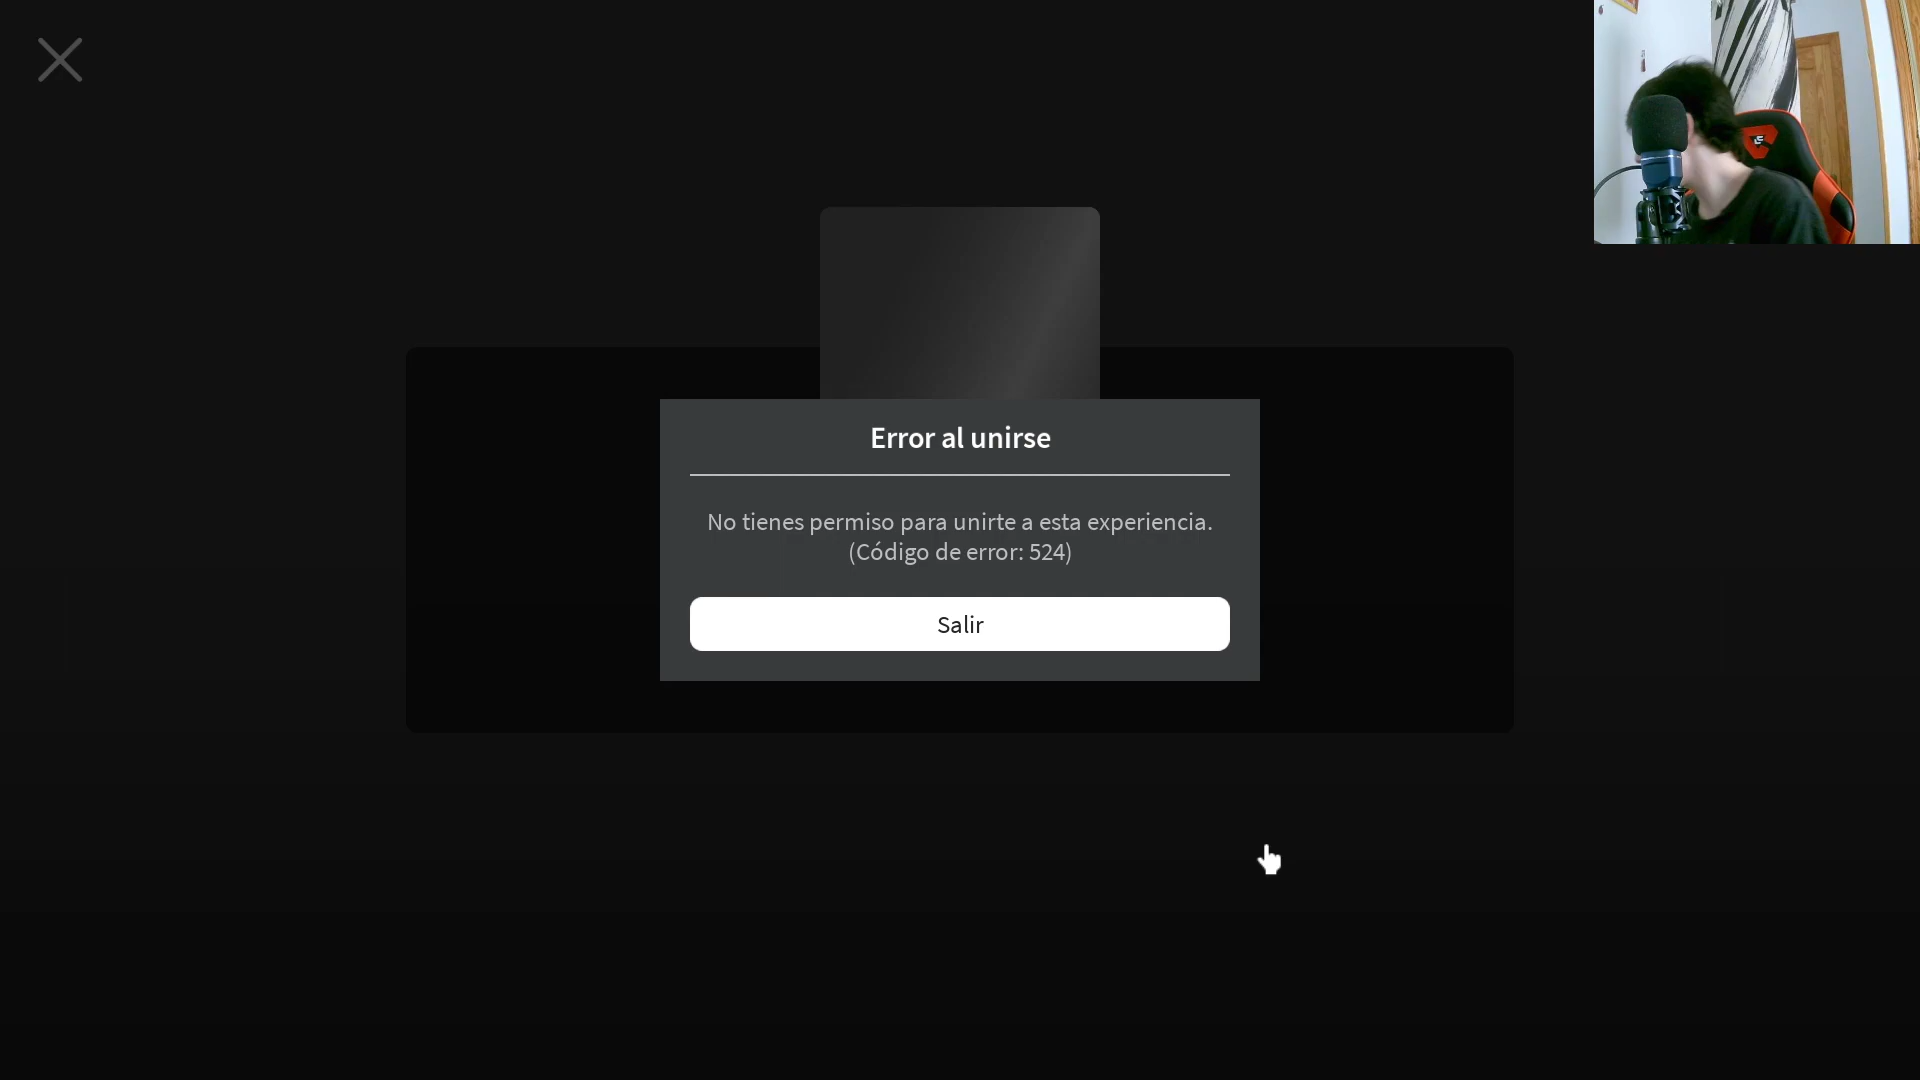 Error al unirse
No tienes permiso para unirte a esta experiencia.
(Código de error: 524)
Salir